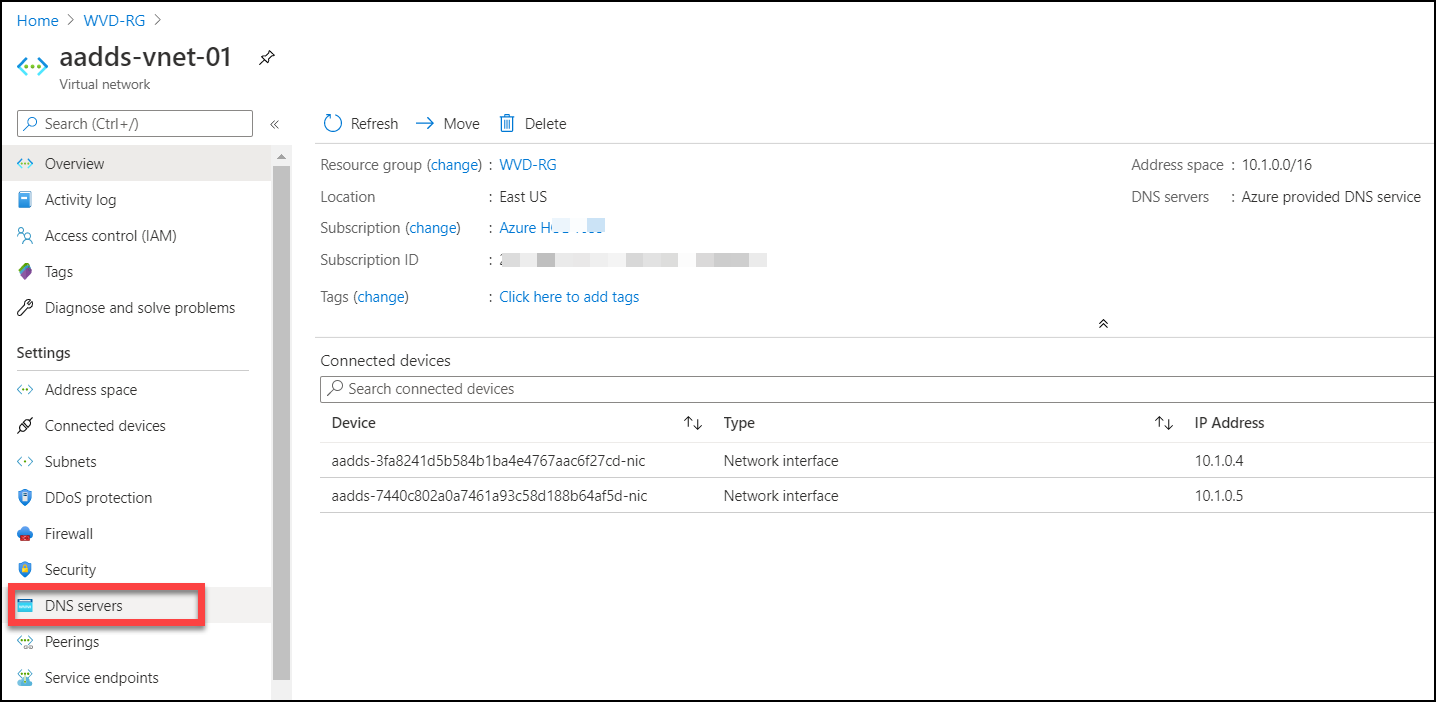 Home > WVD-RG >
aadds-vnet-01
Virtual network
Search (Ctrl+/)
«
Overview
Activity log
Access control (IAM)
Tags
Diagnose and solve problems
Settings
Address space
Connected devices
Subnets
DDoS protection
Firewall
Security
DNS servers
Peerings
Service endpoints
Refresh Move Delete
Resource group (change) : WVD-RG
Location : East US
Subscription (change) : Azure
Subscription ID :
Tags (change) : Click here to add tags
Address space : 10.1.0.0/16
DNS servers : Azure provided DNS service
Connected devices
Search connected devices
Device Type IP Address
aadds-3fa8241d5b584b1ba4e4767aac6f27cd-nic Network interface 10.1.0.4
aadds-7440c802a0a7461a93c58d188b64af5d-nic Network interface 10.1.0.5